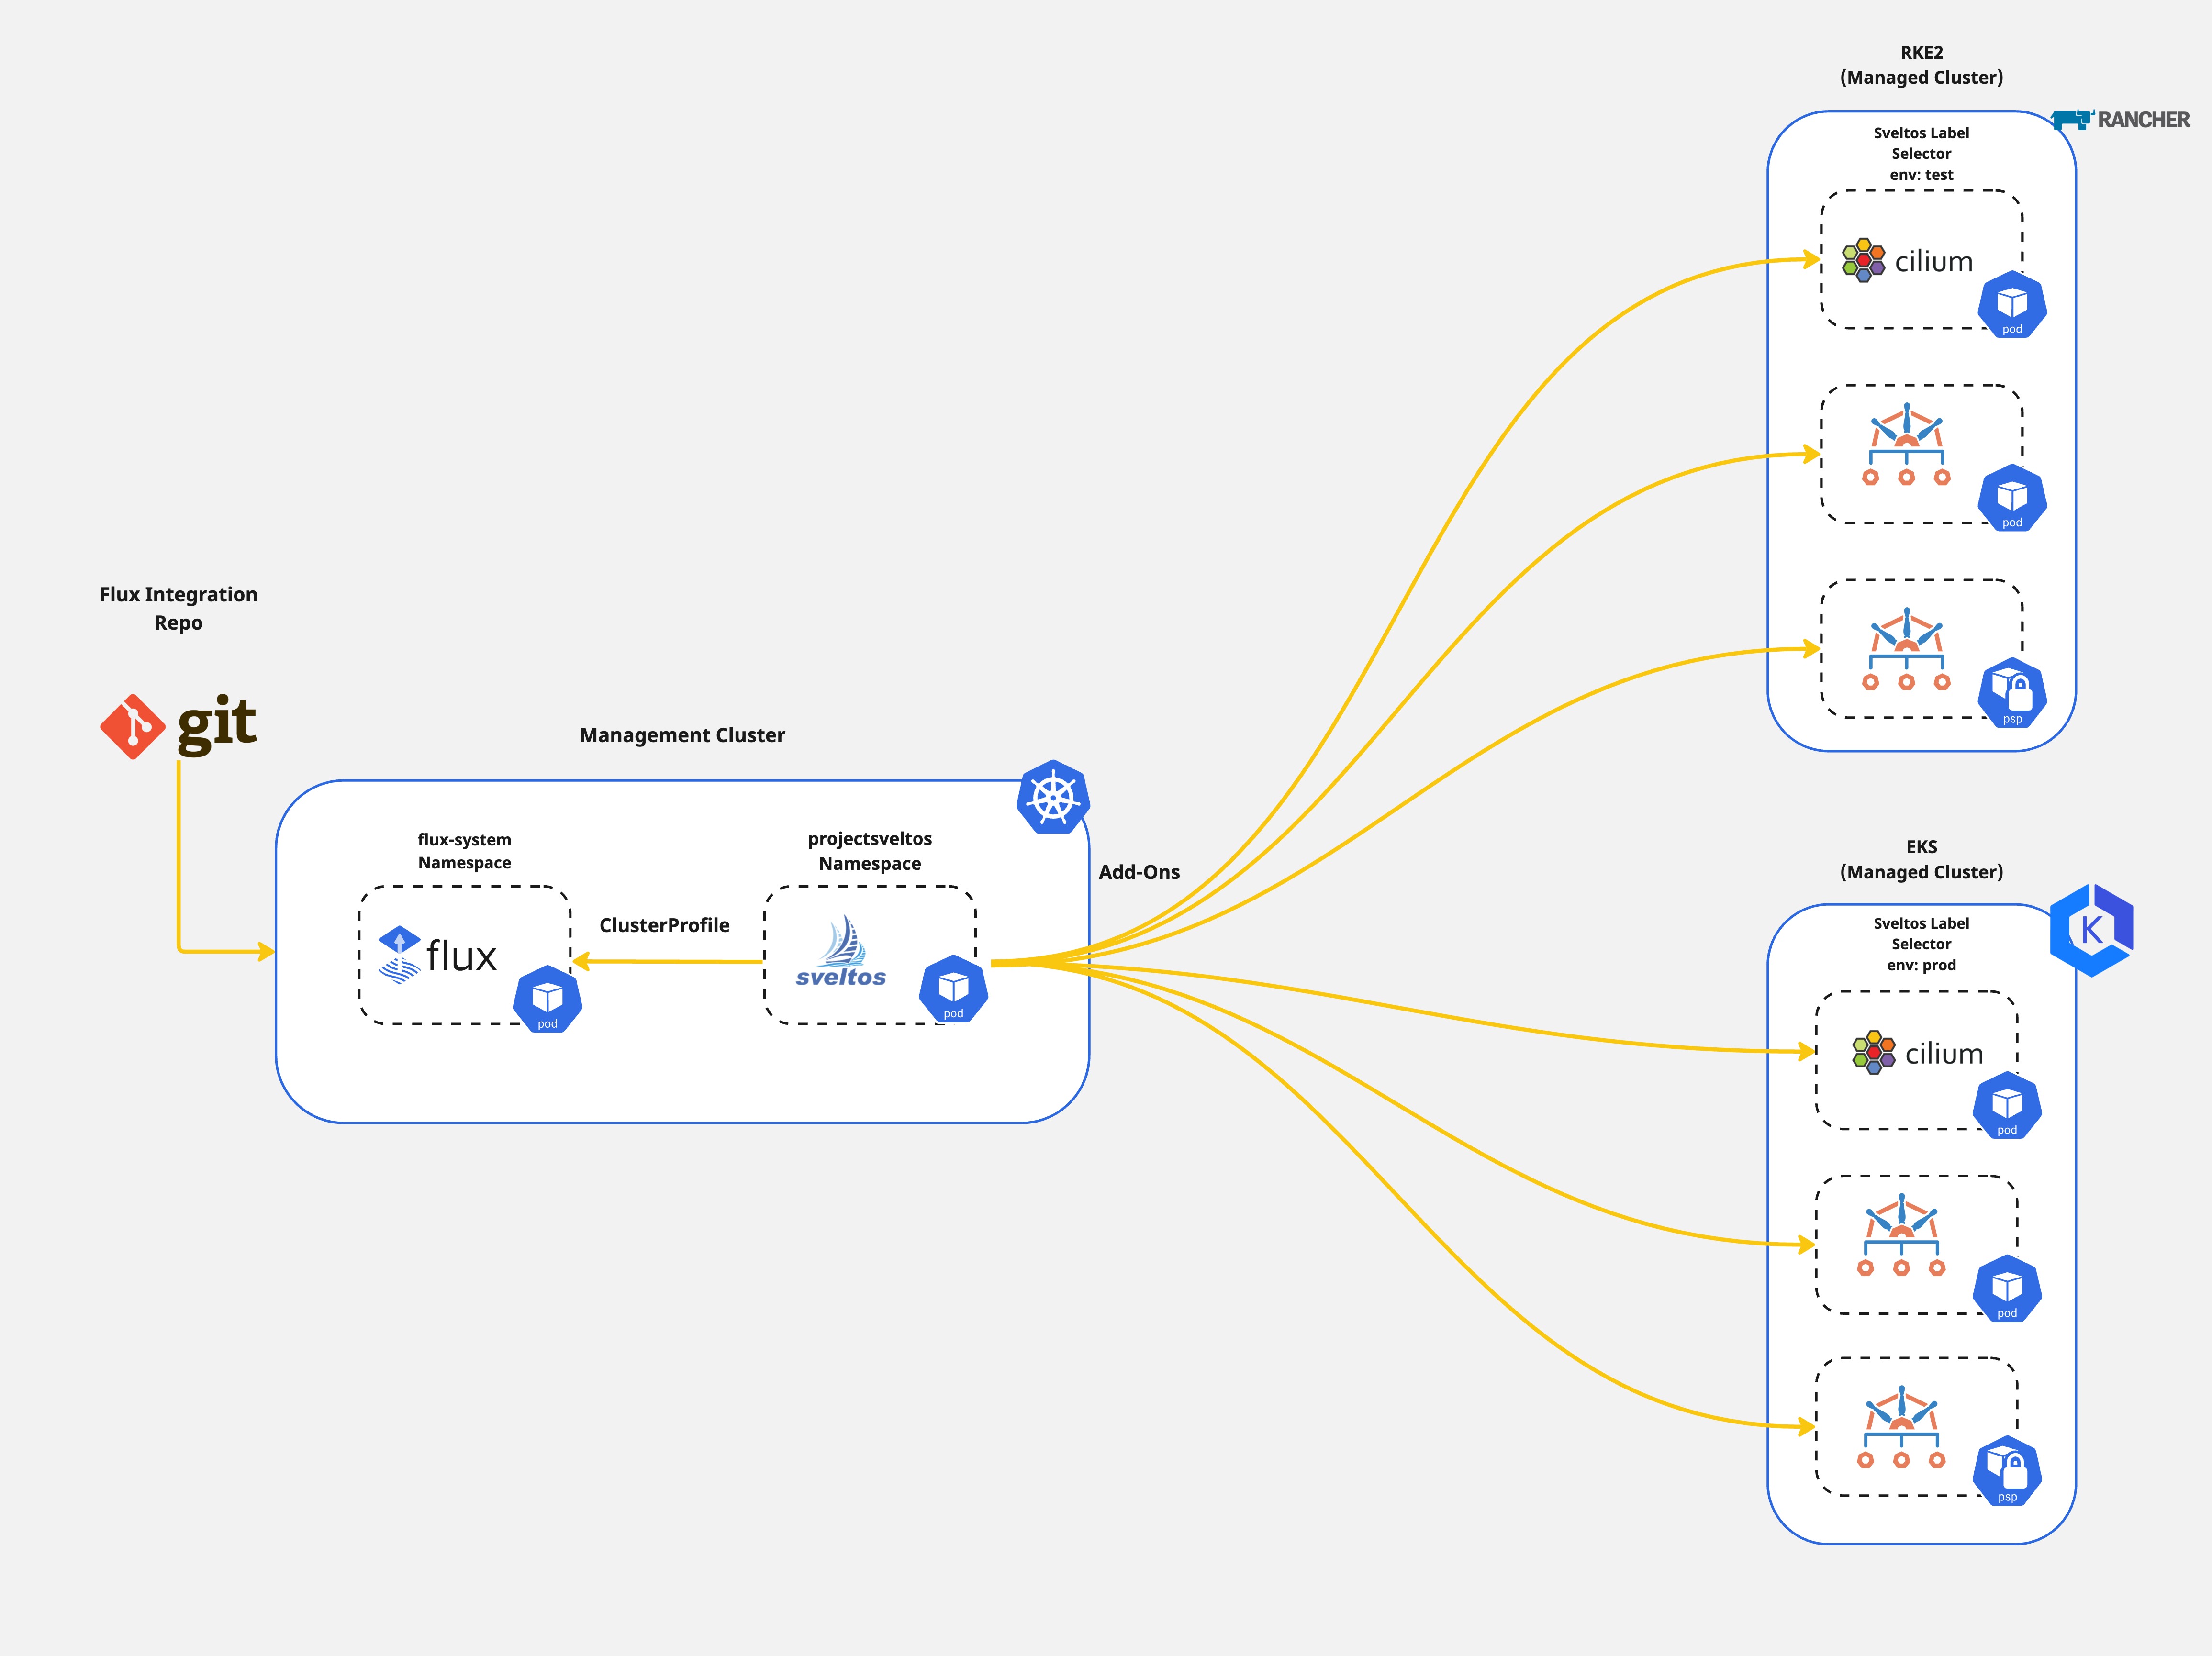 RKE2
(Managed Cluster)
RANCHER
Sveltos Label
Selector
env: test
cilium
pod
pod
psp
Flux Integration
Repo
git
Management Cluster
flux-system
Namespace
projectsveltos
Namespace
flux
pod
ClusterProfile
sveltos
pod
Add-Ons
EKS
(Managed Cluster)
K
Sveltos Label
Selector
env: prod
cilium
pod
pod
psp